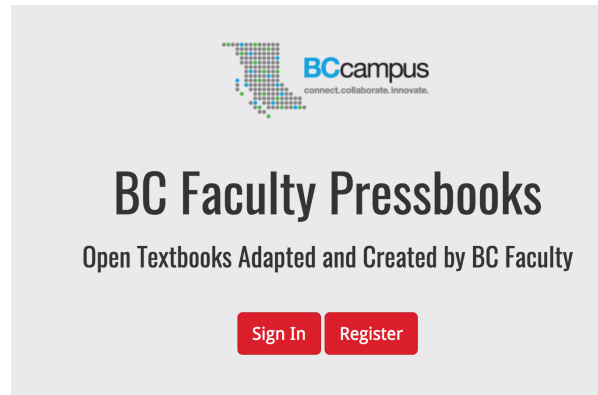 BCcampus
connect.collaborate.innovate.
BC Faculty Pressbooks
Open Textbooks Adapted and Created by BC Faculty
Sign In Register